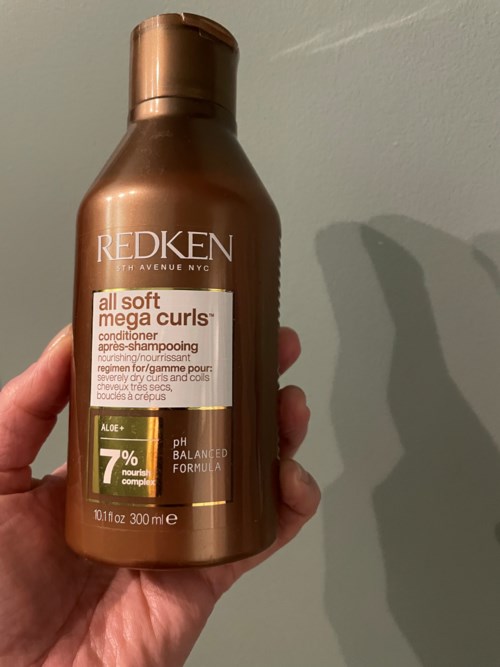 REDKEN
5TH AVENUE NYC
all soft
mega curls™
conditioner
après-shampooing
nourishing/nourrissant
regimen for/gamme pour:
severely dry curls and coils
cheveux très secs,
bouclés à crépus
ALOE+
7%
nourish
complex
pH
BALANCED
FORMULA
10.1 fl oz 300 ml e